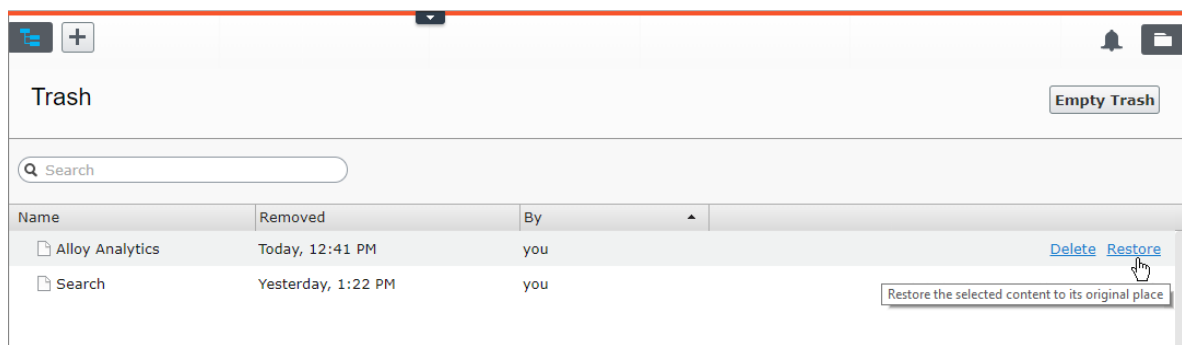 Trash
Empty Trash
Search
Name Removed By
Alloy Analytics Today, 12:41 PM you Delete Restore
Search Yesterday, 1:22 PM you
Restore the selected content to its original place